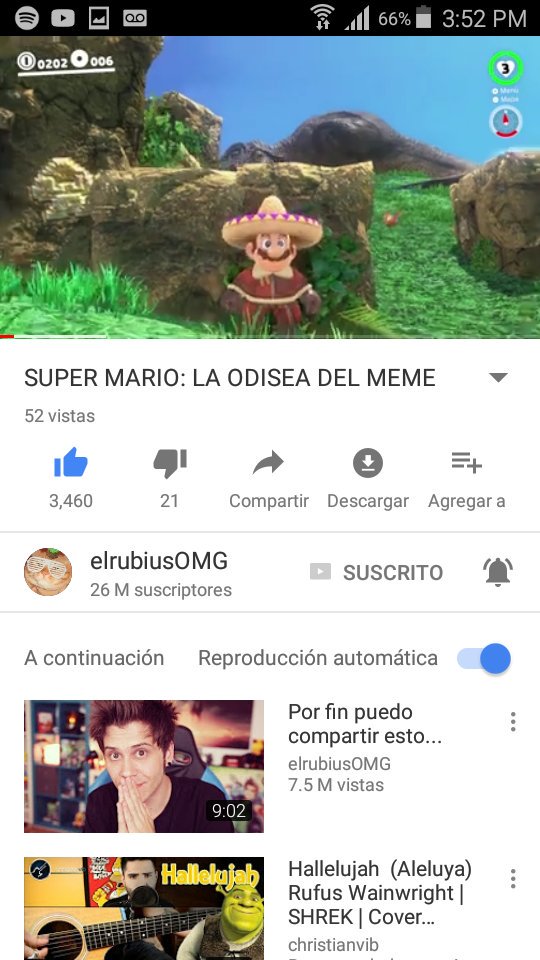 66% 3:52 PM
0202 006
3
Menú
Mapa
SUPER MARIO: LA ODISEA DEL MEME
52 vistas
3,460 21 Compartir Descargar Agregar a
elrubiusOMG
26 M suscriptores
SUSCRITO
A continuación Reproducción automática
Por fin puedo
compartir esto...
elrubiusOMG
7.5 M vistas
9:02
Hallelujah
Hallelujah (Aleluya)
Rufus Wainwright |
SHREK | Cover...
christianvib